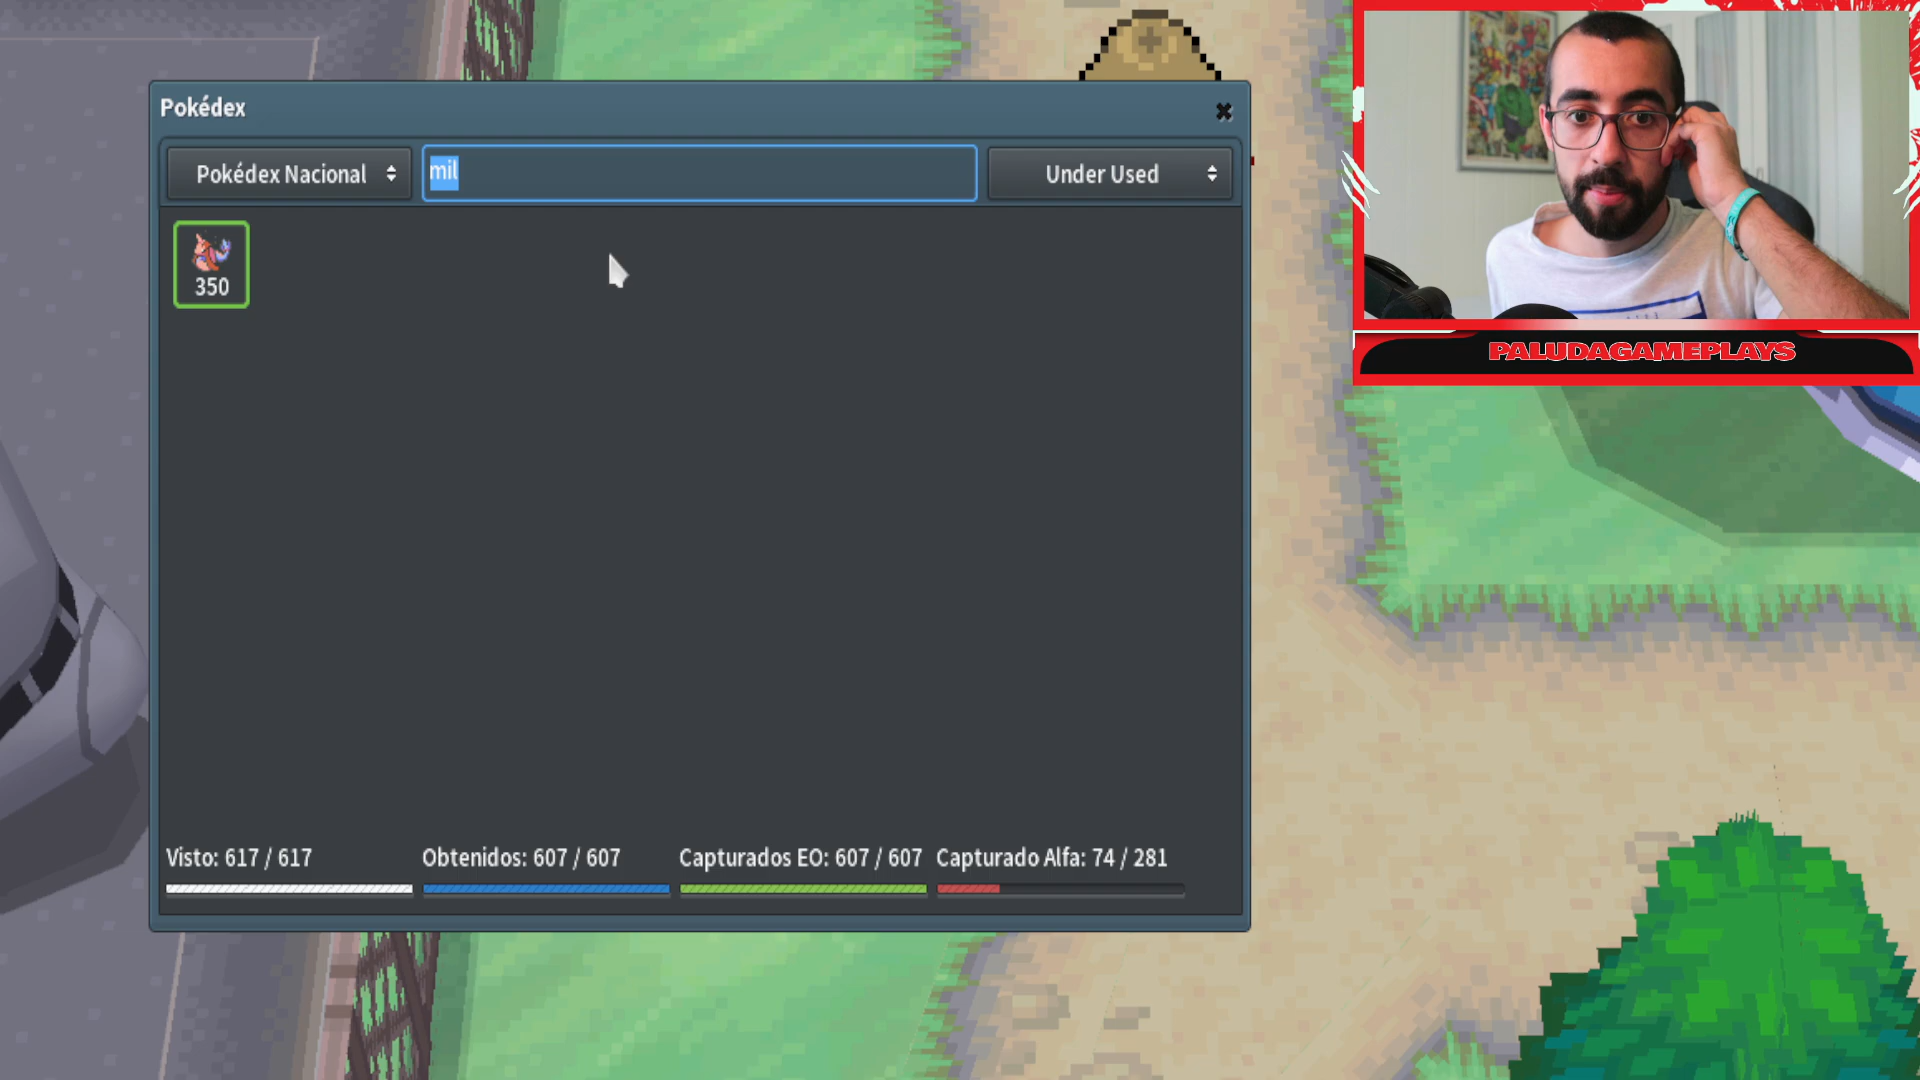 Pokédex
Pokédex Nacional
mil
Under Used
350
PALUDAGAMEPLAYS
Visto: 617 / 617
Obtenidos: 607 / 607
Capturados EO: 607 / 607
Capturado Alfa: 74 / 281